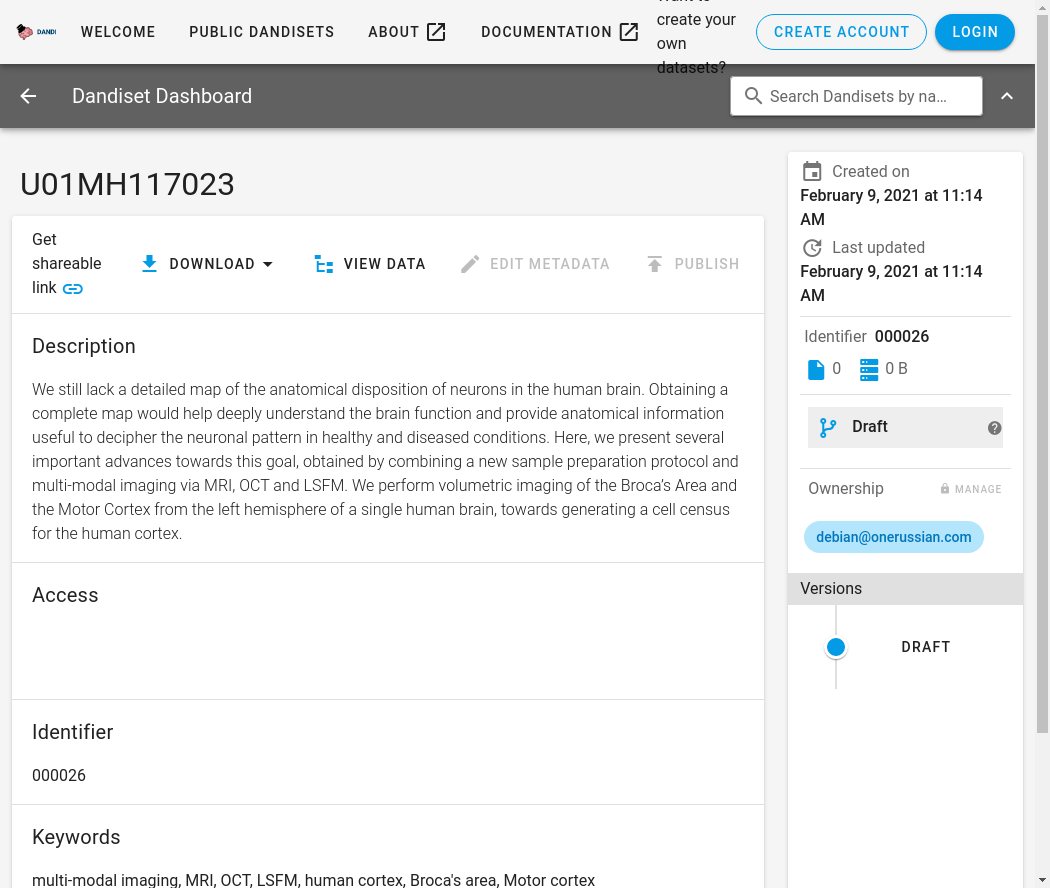 DANDI
WELCOME
PUBLIC DANDISETS
ABOUT
DOCUMENTATION
create your
own
datasets?
CREATE ACCOUNT
LOGIN
Dandiset Dashboard
Search Dandisets by na…
U01MH117023
Get
shareable
link
DOWNLOAD
VIEW DATA
EDIT METADATA
PUBLISH
Description
We still lack a detailed map of the anatomical disposition of neurons in the human brain. Obtaining a
complete map would help deeply understand the brain function and provide anatomical information
useful to decipher the neuronal pattern in healthy and diseased conditions. Here, we present several
important advances towards this goal, obtained by combining a new sample preparation protocol and
multi-modal imaging via MRI, OCT and LSFM. We perform volumetric imaging of the Broca's Area and
the Motor Cortex from the left hemisphere of a single human brain, towards generating a cell census
for the human cortex.
Access
Identifier
000026
Keywords
multi-modal imaging, MRI, OCT, LSFM, human cortex, Broca's area, Motor cortex
Created on
February 9, 2021 at 11:14
AM
Last updated
February 9, 2021 at 11:14
AM
Identifier 000026
0
0 B
Draft
?
Ownership
MANAGE
debian@onerussian.com
Versions
DRAFT